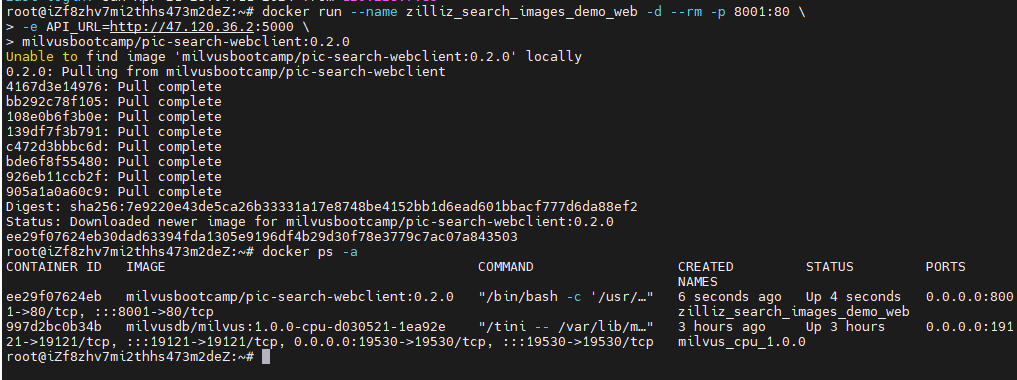 root@iZf8zhv7mi2thhs473m2deZ:~# docker run --name zilliz_search_images_demo_web -d --rm -p 8001:80 \
> -e API_URL=http://47.120.36.2:5000 \
> milvusbootcamp/pic-search-webclient:0.2.0
Unable to find image 'milvusbootcamp/pic-search-webclient:0.2.0' locally
0.2.0: Pulling from milvusbootcamp/pic-search-webclient
4167d3e14976: Pull complete
bb292c78f105: Pull complete
108e0b6f3b0e: Pull complete
139df7f3b791: Pull complete
c472d3bbbc6d: Pull complete
bde6f8f55480: Pull complete
926eb11ccb2f: Pull complete
905a1a0a60c9: Pull complete
Digest: sha256:7e9220e43de5ca26b33331a17e8748be4152bb1d6ead601bbacf777d6da88ef2
Status: Downloaded newer image for milvusbootcamp/pic-search-webclient:0.2.0
ee29f07624eb30dad63394fda1305e9196df4b29d30f78e3779c7ac07a843503
root@iZf8zhv7mi2thhs473m2deZ:~# docker ps -a
CONTAINER ID   IMAGE                                       COMMAND                  CREATED         STATUS         PORTS
NAMES
ee29f07624eb   milvusbootcamp/pic-search-webclient:0.2.0   "/bin/bash -c '/usr/…"   6 seconds ago   Up 4 seconds   0.0.0.0:800
1->80/tcp, :::8001->80/tcp                                                          zilliz_search_images_demo_web
997d2bc0b34b   milvusdb/milvus:1.0.0-cpu-d030521-1ea92e    "/tini -- /var/lib/m…"   3 hours ago     Up 3 hours     0.0.0.0:191
21->19121/tcp, :::19121->19121/tcp, 0.0.0.0:19530->19530/tcp, :::19530->19530/tcp   milvus_cpu_1.0.0
root@iZf8zhv7mi2thhs473m2deZ:~#